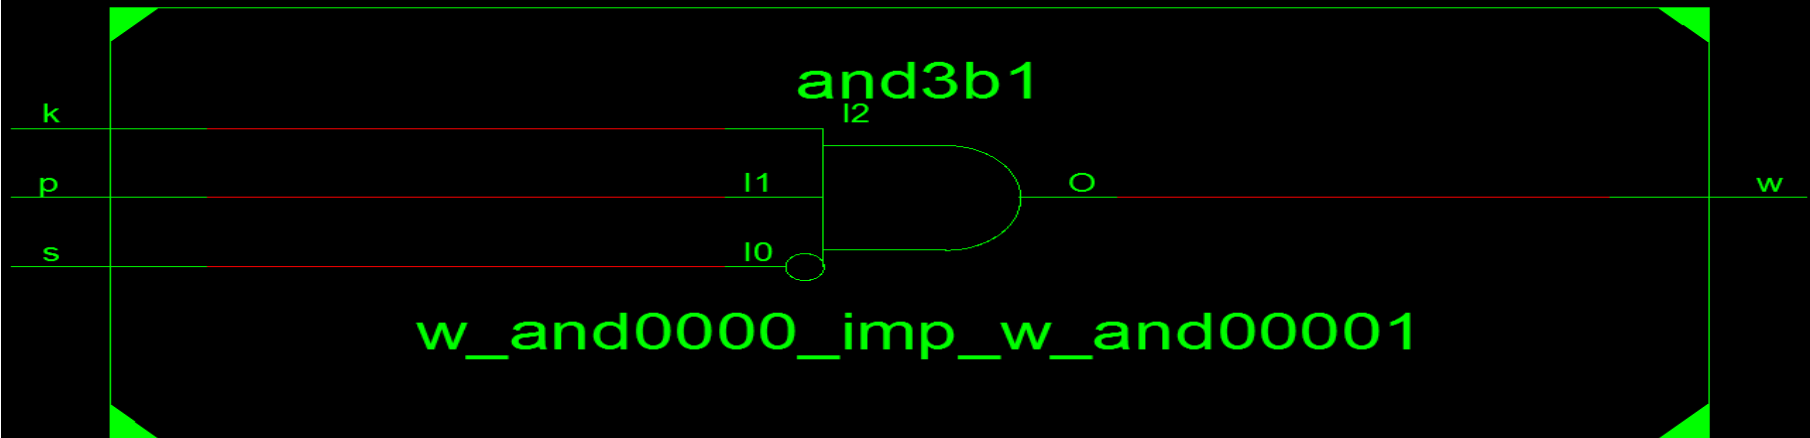 and3b1
k
I2
p
I1
O
w
s
I0
w_and0000_imp_w_and00001